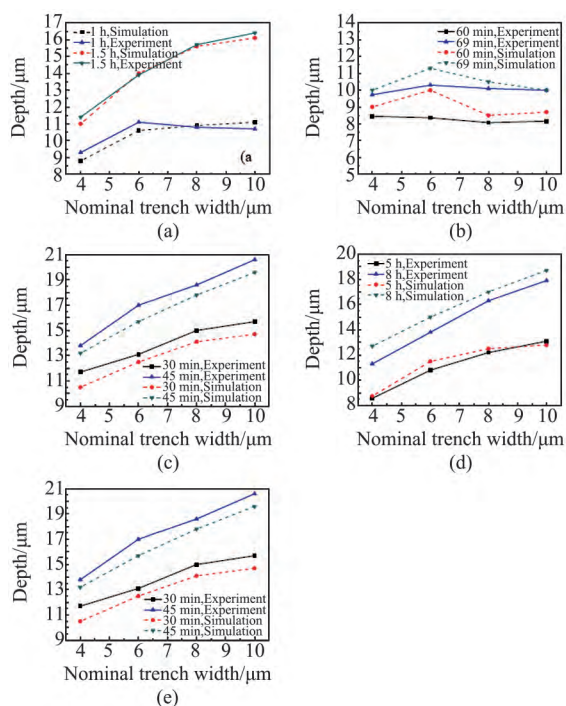 18
17
16
15
14
13
12
11
10
9
8
Depth/μm
1 h,Simulation
1 h,Experiment
1.5 h,Simulation
1.5 h,Experiment
(a
4 5 6 7 8 9 10
Nominal trench width/μm
(a)
14
13
12
11
10
9
8
7
6
5
Depth/μm
60 min,Experiment
69 min,Experiment
60 min,Simulation
69 min,Simulation
4 5 6 7 8 9 10
Nominal trench width/μm
(b)
21
19
17
15
13
11
9
Depth/μm
30 min,Experiment
45 min,Experiment
30 min,Simulation
45 min,Simulation
4 5 6 7 8 9 10
Nominal trench width/μm
(c)
20
18
16
14
12
10
8
Depth/μm
5 h,Experiment
8 h,Experiment
5 h,Simulation
8 h,Simulation
4 5 6 7 8 9 10
Nominal trench width/μm
(d)
21
19
17
15
13
11
9
Depth/μm
30 min,Experiment
45 min,Experiment
30 min,Simulation
45 min,Simulation
4 5 6 7 8 9 10
Nominal trench width/μm
(e)